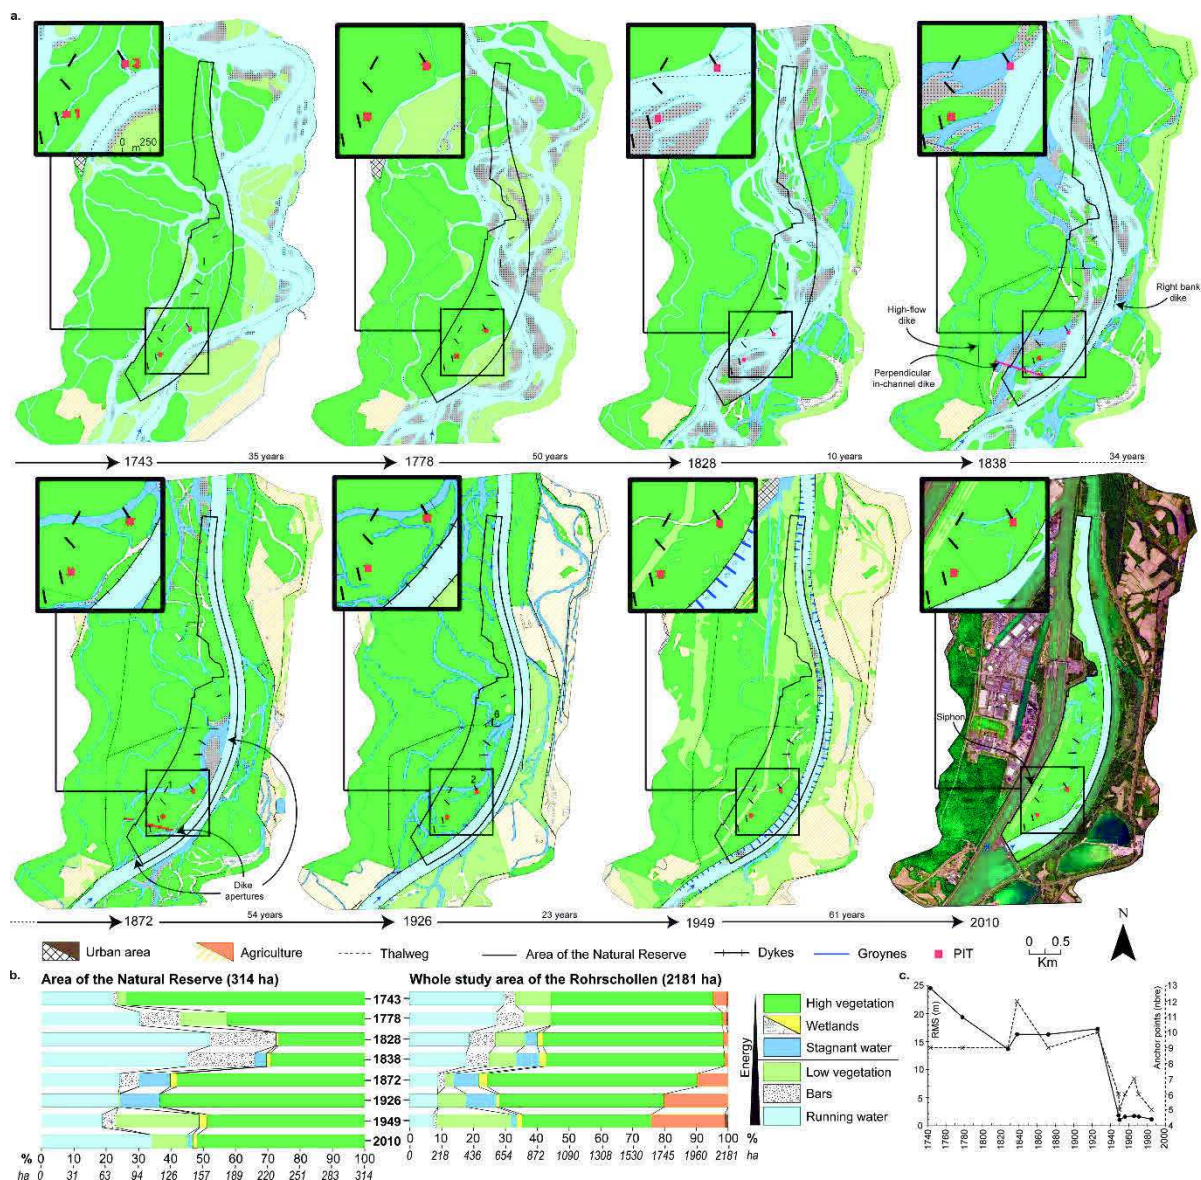 a.
2
1
0 250
m
High-flow
dike
Right bank
dike
Perpendicular
in-channel dike
1743
35 years
1778
50 years
1828
10 years
1838
34 years
1
6
2
Siphon
Dike
apertures
1872
54 years
1926
23 years
1949
61 years
2010
N
Urban area
Agriculture
Thalweg
Area of the Natural Reserve
Dykes
Groynes
PIT
0 0.5
Km
b.
Area of the Natural Reserve (314 ha)
Whole study area of the Rohrschollen (2181 ha)
c.
1743
1778
1828
1838
1872
1926
1949
2010
% 0 10 20 30 40 50 60 70 80 90 100
ha 0 31 63 94 126 157 189 220 251 283 314
0 10 20 30 40 50 60 70 80 90 100 %
0 218 436 654 872 1090 1308 1530 1745 1961 2181 ha
Energy
High vegetation
Wetlands
Stagnant water
Low vegetation
Bars
Running water
RMS (m)
25
20
15
10
5
0
Anchor points (nbre)
13
12
11
10
9
8
7
6
5
4
1740
1760
1780
1800
1820
1840
1860
1880
1900
1920
1940
1960
1980
2000